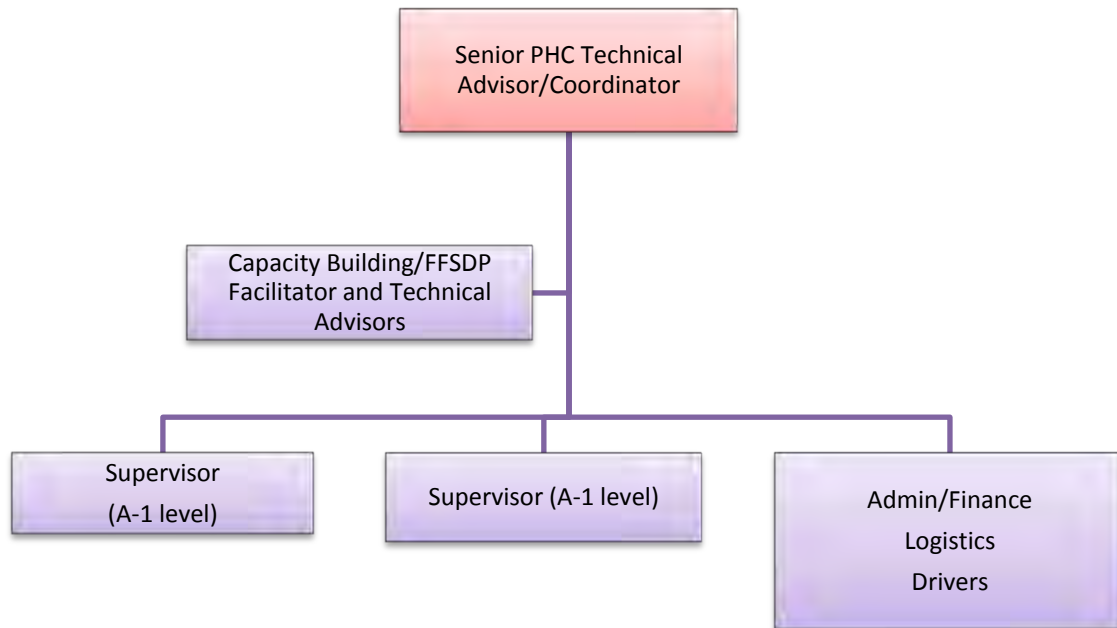 Senior PHC Technical
Advisor/Coordinator
Capacity Building/FFSDP
Facilitator and Technical
Advisors
Supervisor
(A-1 level)
Supervisor (A-1 level)
Admin/Finance
Logistics
Drivers